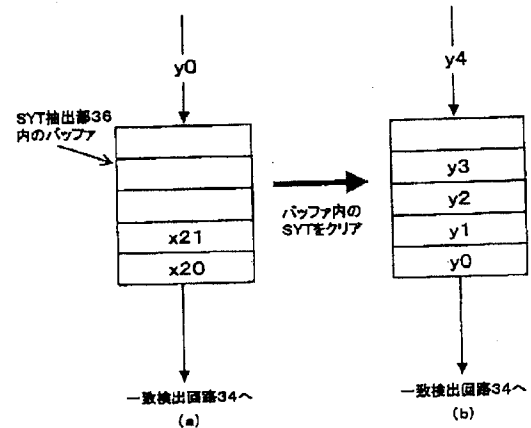 y0
y4
SYT抽出部36
内のバッファ
バッファ内の
SYTをクリア
x21
x20
y3
y2
y1
y0
一致検出回路34へ
(a)
一致検出回路34へ
(b)